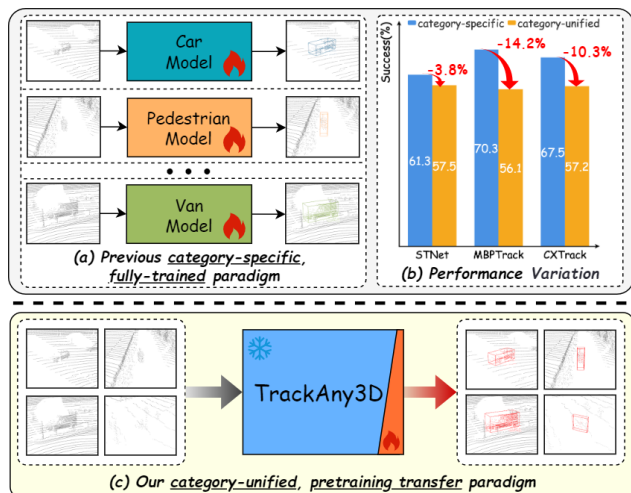 Car
Model
Pedestrian
Model
• • •
Van
Model
(a) Previous category-specific,
fully-trained paradigm
Success(%)
category-specific
category-unified
-3.8%
-14.2%
-10.3%
61.3
57.5
70.3
56.1
67.5
57.2
STNet
MBPTrack
CXTrack
(b) Performance Variation
TrackAny3D
(c) Our category-unified, pretraining transfer paradigm